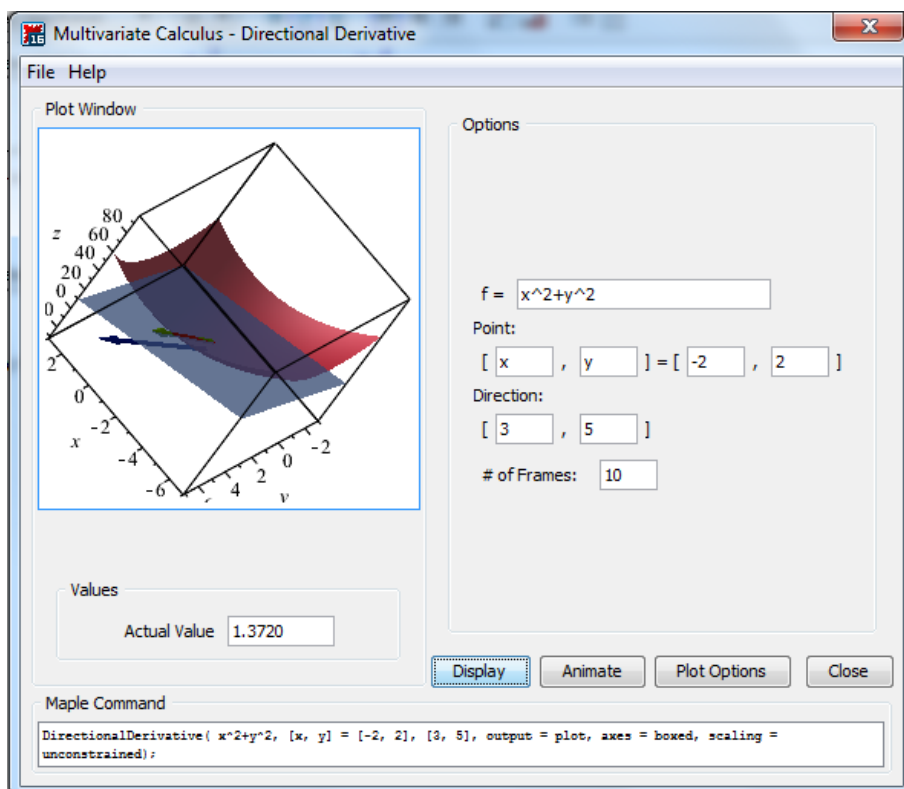 16
Multivariate Calculus - Directional Derivative
X
File Help
Plot Window
80
z 60
40
20
0
0
2
0
-2
x
-4
-6
4
2
0
-2
y
Values
Actual Value 1.3720
Options
f = x^2+y^2
Point:
[ x , y ] = [ -2 , 2 ]
Direction:
[ 3 , 5 ]
# of Frames: 10
Display Animate Plot Options Close
Maple Command
DirectionalDerivative( x^2+y^2, [x, y] = [-2, 2], [3, 5], output = plot, axes = boxed, scaling =
unconstrained);